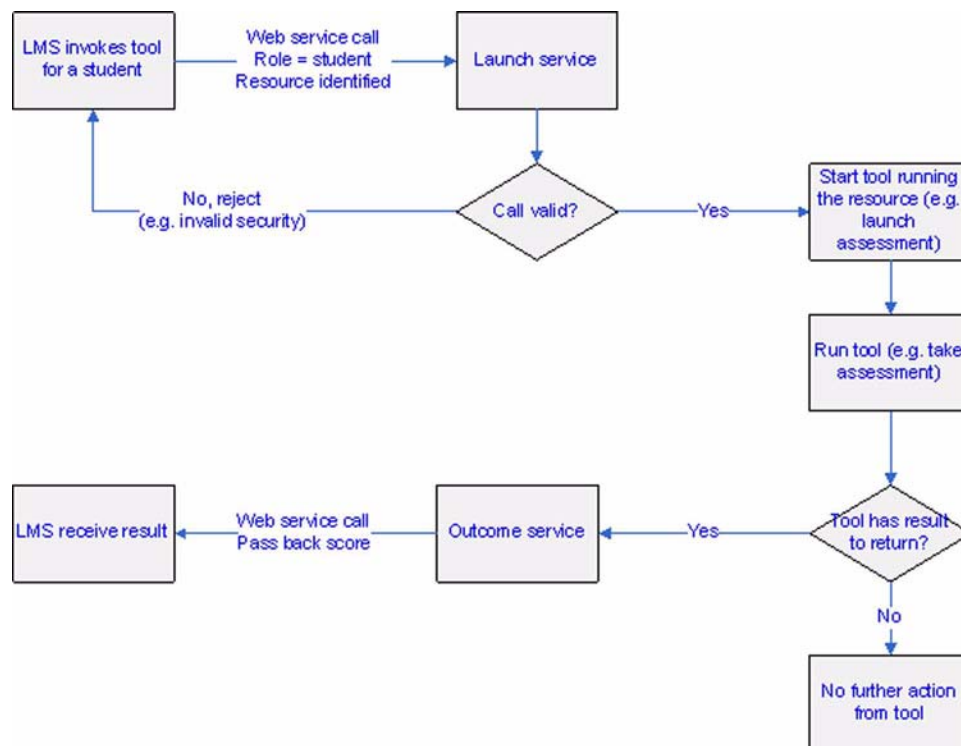 LMS invokes tool
for a student
Web service call
Role = student
Resource identified
Launch service
No, reject
(e.g. invalid security)
Call valid?
Yes
Start tool running
the resource (e.g.
launch
assessment)
Run tool (e.g. take
assessment)
LMS receive result
Web service call
Pass back score
Outcome service
Yes
Tool has result
to return?
No
No further action
from tool